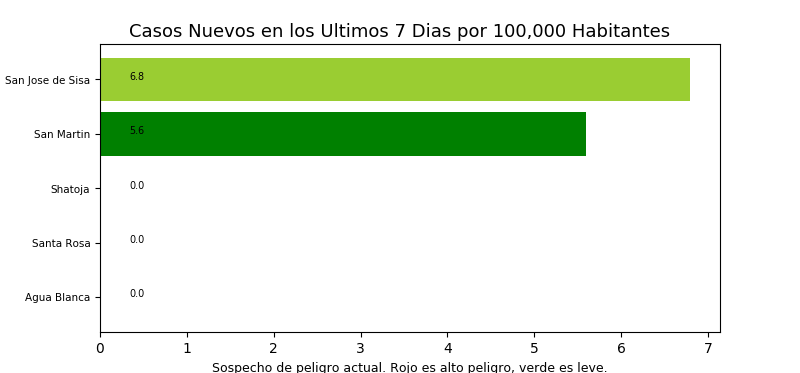 Casos Nuevos en los Ultimos 7 Dias por 100,000 Habitantes
San Jose de Sisa 6.8
San Martin 5.6
Shatoja 0.0
Santa Rosa 0.0
Agua Blanca 0.0
0 1 2 3 4 5 6 7
Sospecho de peligro actual. Rojo es alto peligro, verde es leve.